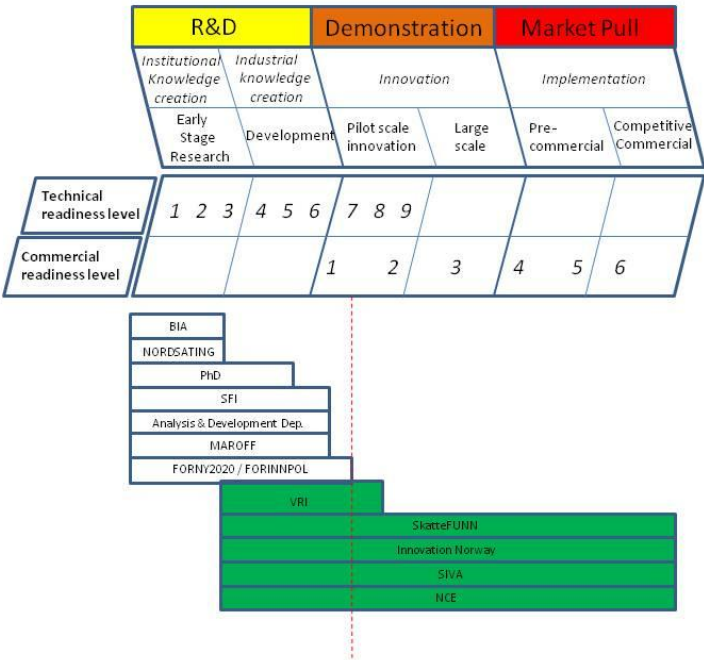 R&D Demonstration Market Pull
Institutional Knowledge creation
Industrial knowledge creation
Innovation
Implementation
Early Stage Research
Development
Pilot scale innovation
Large scale
Pre-commercial
Competitive Commercial
Technical readiness level
1 2 3 4 5 6 7 8 9
Commercial readiness level
1 2 3 4 5 6
BIA
NORDSATING
PhD
SFI
Analysis & Development Dep.
MAROFF
FORNY2020 / FORINNPOL
VRI
SkatteFUNN
Innovation Norway
SIVA
NCE